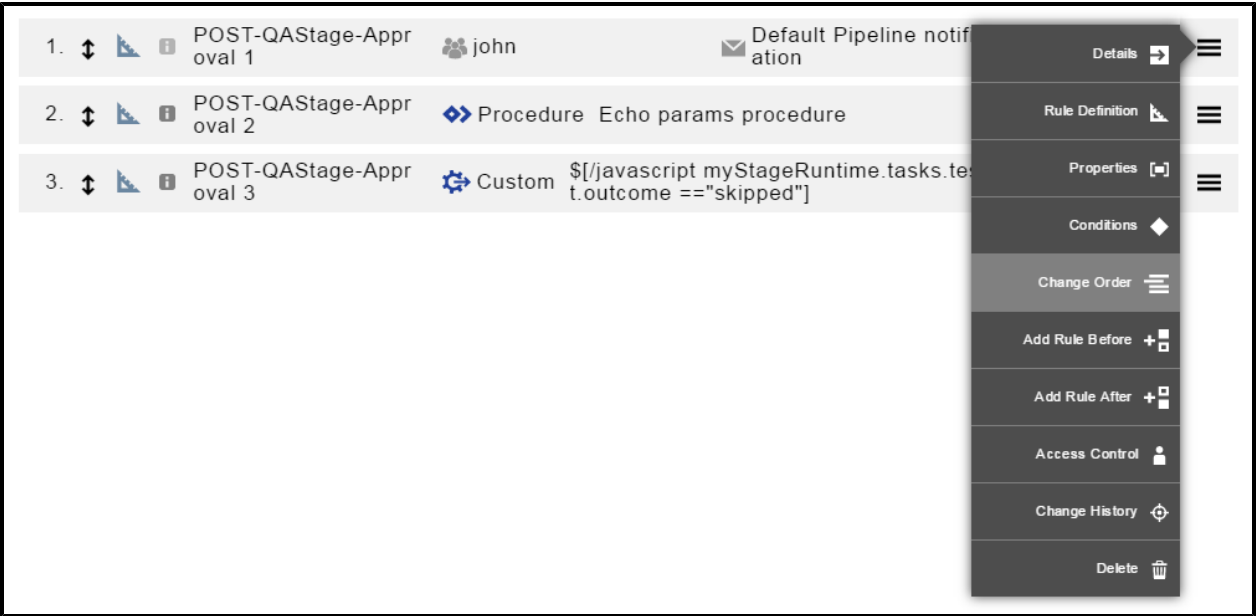 1. POST-QAStage-Appr
oval 1
john
Default Pipeline notif
ation
2. POST-QAStage-Appr
oval 2
Procedure Echo params procedure
3. POST-QAStage-Appr
oval 3
Custom
$[/javascript myStageRuntime.tasks.tes
t.outcome =="skipped"]
Details
Rule Definition
Properties
Conditions
Change Order
Add Rule Before
Add Rule After
Access Control
Change History
Delete